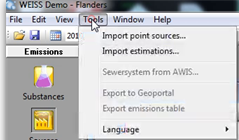 WEISS Demo - Flanders
File Edit View Tools Window Help
Import point sources...
Import estimations...
Sewersystem from AWIS...
Export to Geoportal
Export emissions table
Language
Emissions
Substances